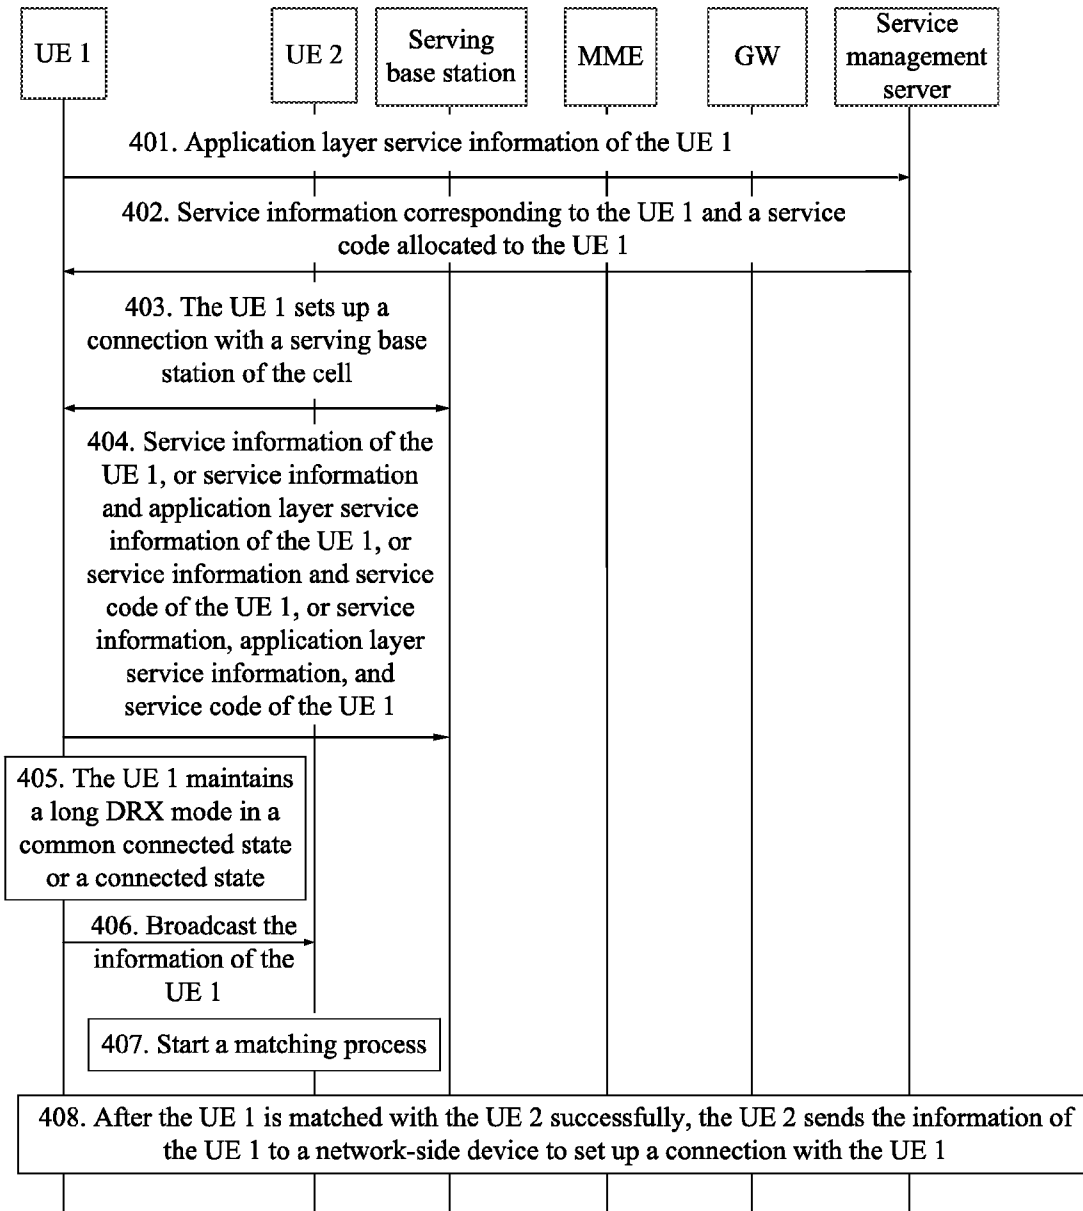 UE 1
UE 2
Serving
base station
MME
GW
Service
management
server
401. Application layer service information of the UE 1
402. Service information corresponding to the UE 1 and a service
code allocated to the UE 1
403. The UE 1 sets up a
connection with a serving base
station of the cell
404. Service information of the
UE 1, or service information
and application layer service
information of the UE 1, or
service information and service
code of the UE 1, or service
information, application layer
service information, and
service code of the UE 1
405. The UE 1 maintains
a long DRX mode in a
common connected state
or a connected state
406. Broadcast the
information of the
UE 1
407. Start a matching process
408. After the UE 1 is matched with the UE 2 successfully, the UE 2 sends the information of
the UE 1 to a network-side device to set up a connection with the UE 1